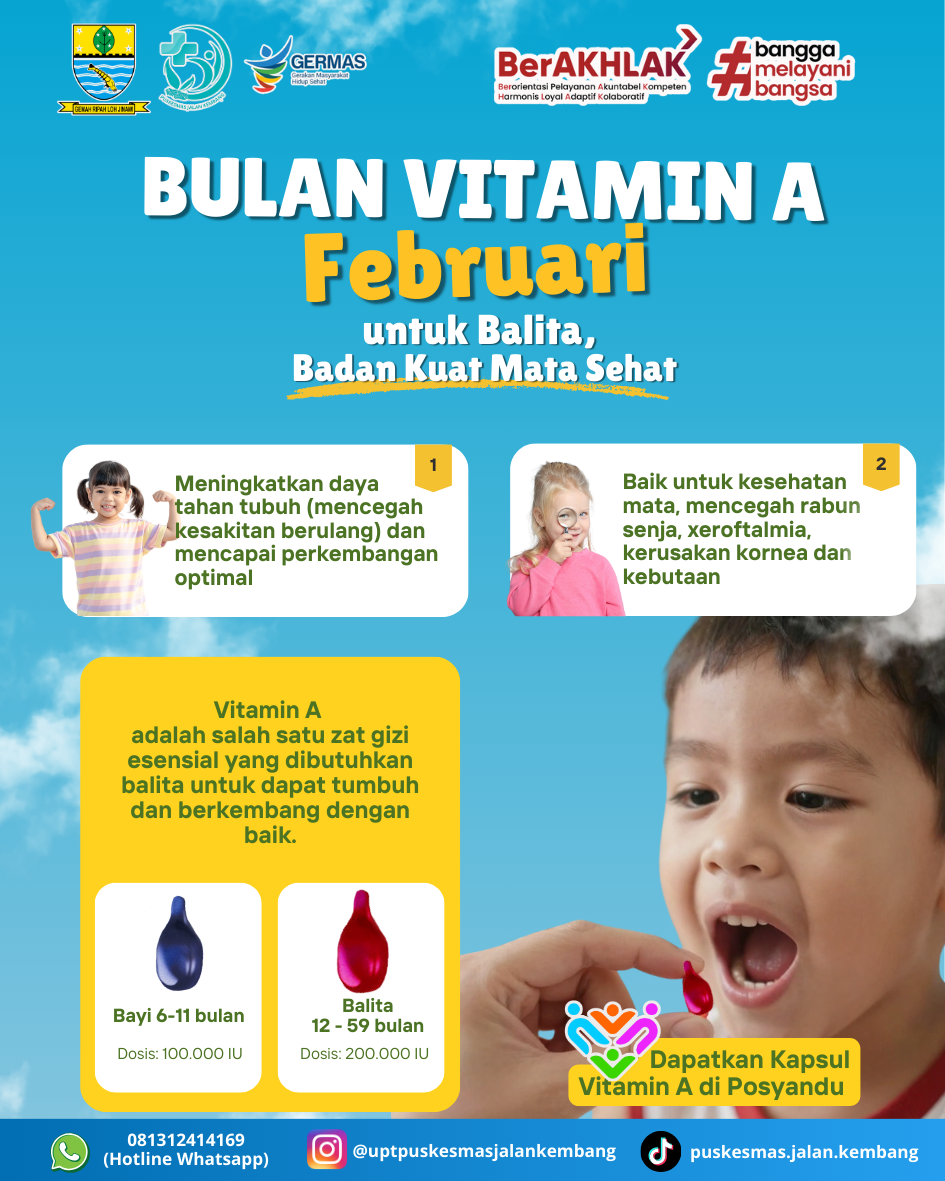 GEMAH RIPAH LOH JINAWI
GERMAS
Gerakan Masyarakat
Hidup Sehat
BerAKHLAK
Berorientasi Pelayanan Akuntabel Kompeten
Harmonis Loyal Adaptif Kolaboratif
#bangga
melayani
bangsa
BULAN VITAMIN A
Februari
untuk Balita,
Badan Kuat Mata Sehat
1
Meningkatkan daya
tahan tubuh (mencegah
kesakitan berulang) dan
mencapai perkembangan
optimal
2
Baik untuk kesehatan
mata, mencegah rabun
senja, xeroftalmia,
kerusakan kornea dan
kebutaan
Vitamin A
adalah salah satu zat gizi
esensial yang dibutuhkan
balita untuk dapat tumbuh
dan berkembang dengan
baik.
Bayi 6-11 bulan
Dosis: 100.000 IU
Balita
12 - 59 bulan
Dosis: 200.000 IU
Dapatkan Kapsul
Vitamin A di Posyandu
081312414169
(Hotline Whatsapp)
@uptpuskesmasjalankembang
puskesmas.jalan.kembang